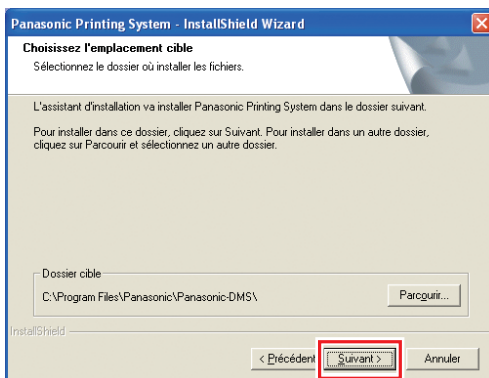 Panasonic Printing System - InstallShield Wizard
Choisissez l'emplacement cible
Sélectionnez le dossier où installer les fichiers.
L'assistant d'installation va installer Panasonic Printing System dans le dossier suivant.
Pour installer dans ce dossier, cliquez sur Suivant. Pour installer dans un autre dossier,
cliquez sur Parcourir et sélectionnez un autre dossier.
Dossier cible
C:\Program Files\Panasonic\Panasonic-DMS\
Parcourir...
InstallShield
< Précédent
Suivant >
Annuler